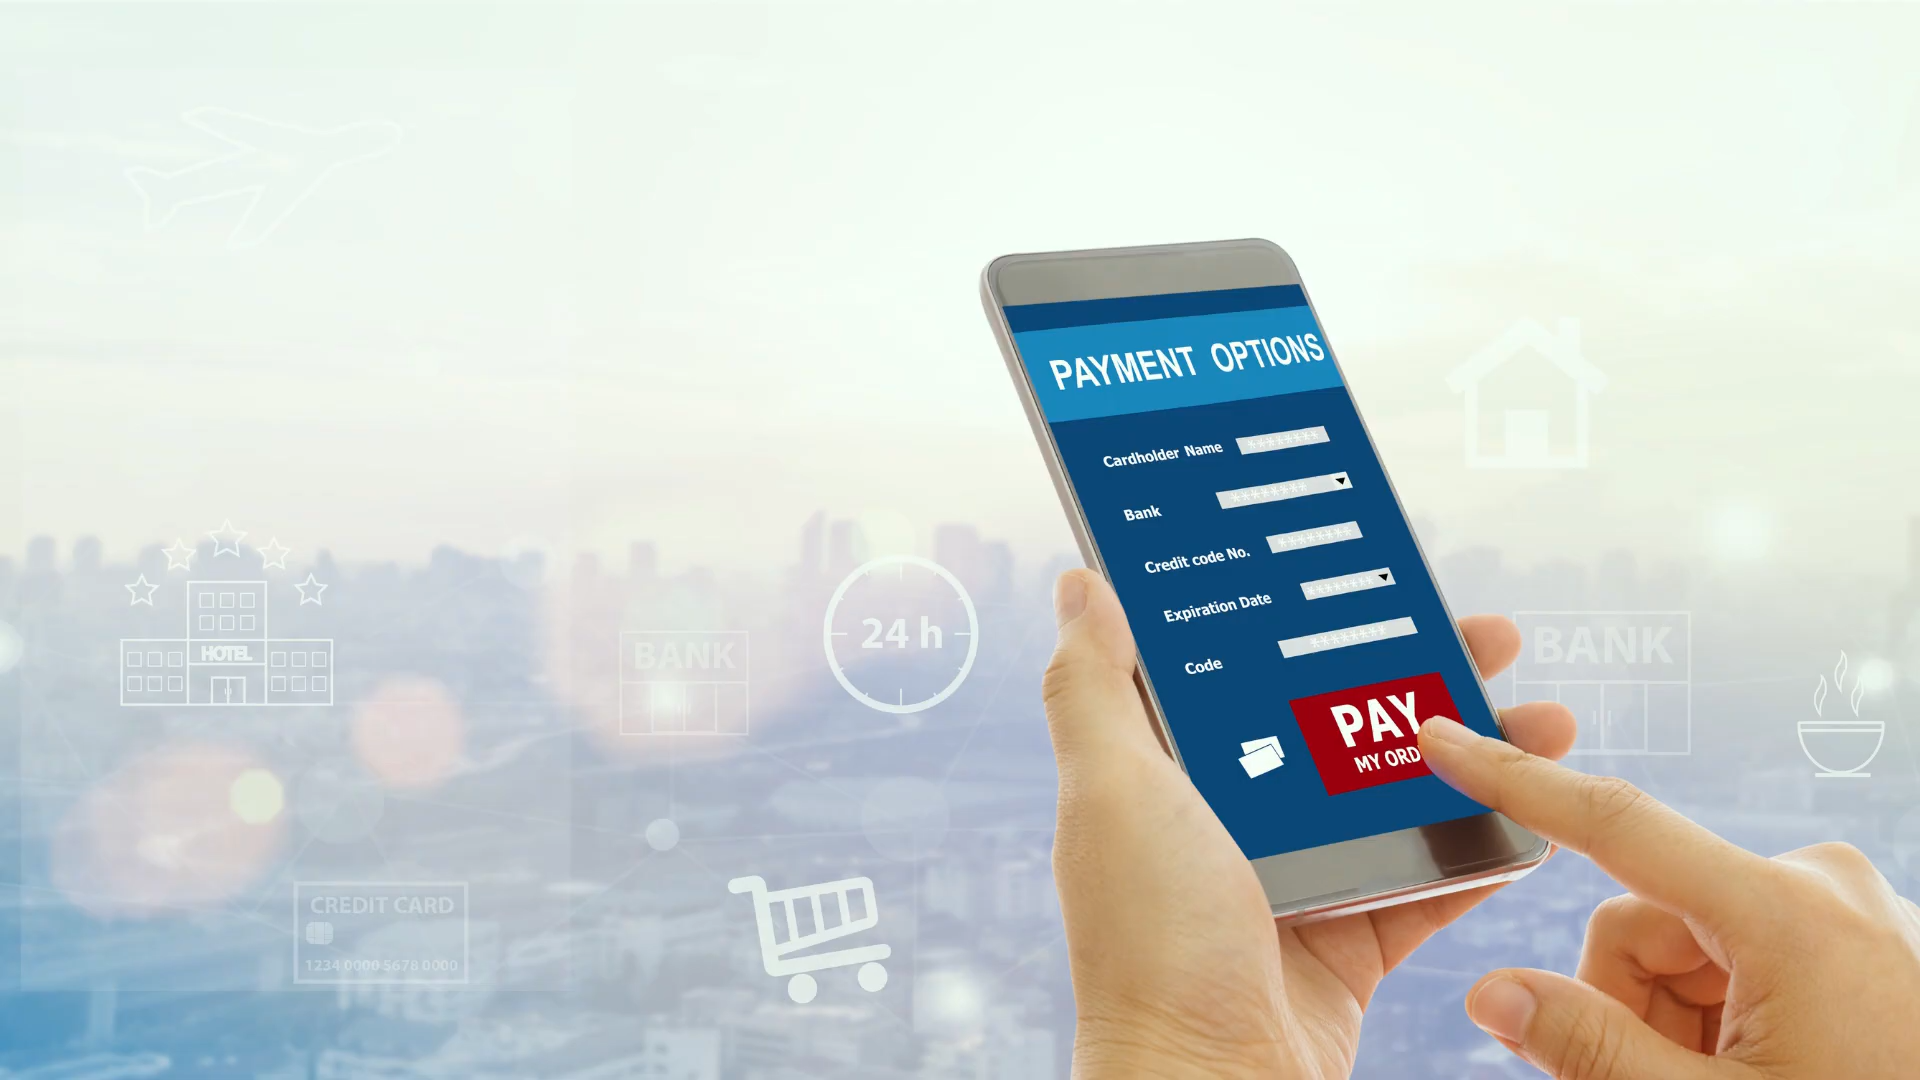 PAYMENT OPTIONS
Cardholder Name ********
Bank ********
Credit code No. ********
Expiration Date ********
Code ********
PAY
MY ORD
HOTEL
BANK
24 h
BANK
CREDIT CARD
1234 0000 5678 0000